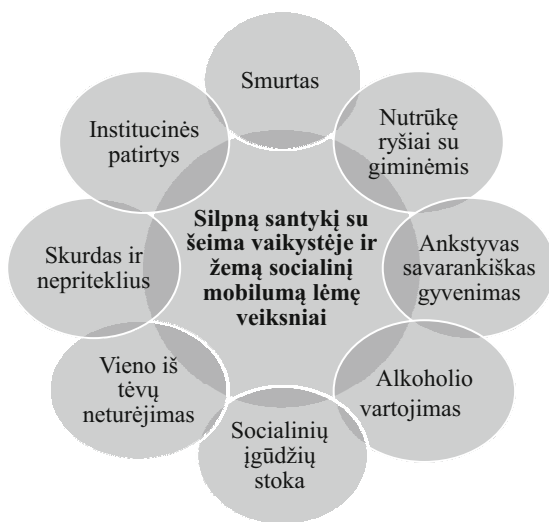 Smurtas
Nutrūkę
ryšiai su
giminėmis
Ankstyvas
savarankiškas
gyvenimas
Alkoholio
vartojimas
Socialinių
įgūdžių
stoka
Vieno iš
tėvų
neturėjimas
Skurdas ir
nepriteklius
Institucinės
patirtys
Silpną santykį su
šeima vaikystėje ir
žemą socialinį
mobilumą lėmę
veiksniai